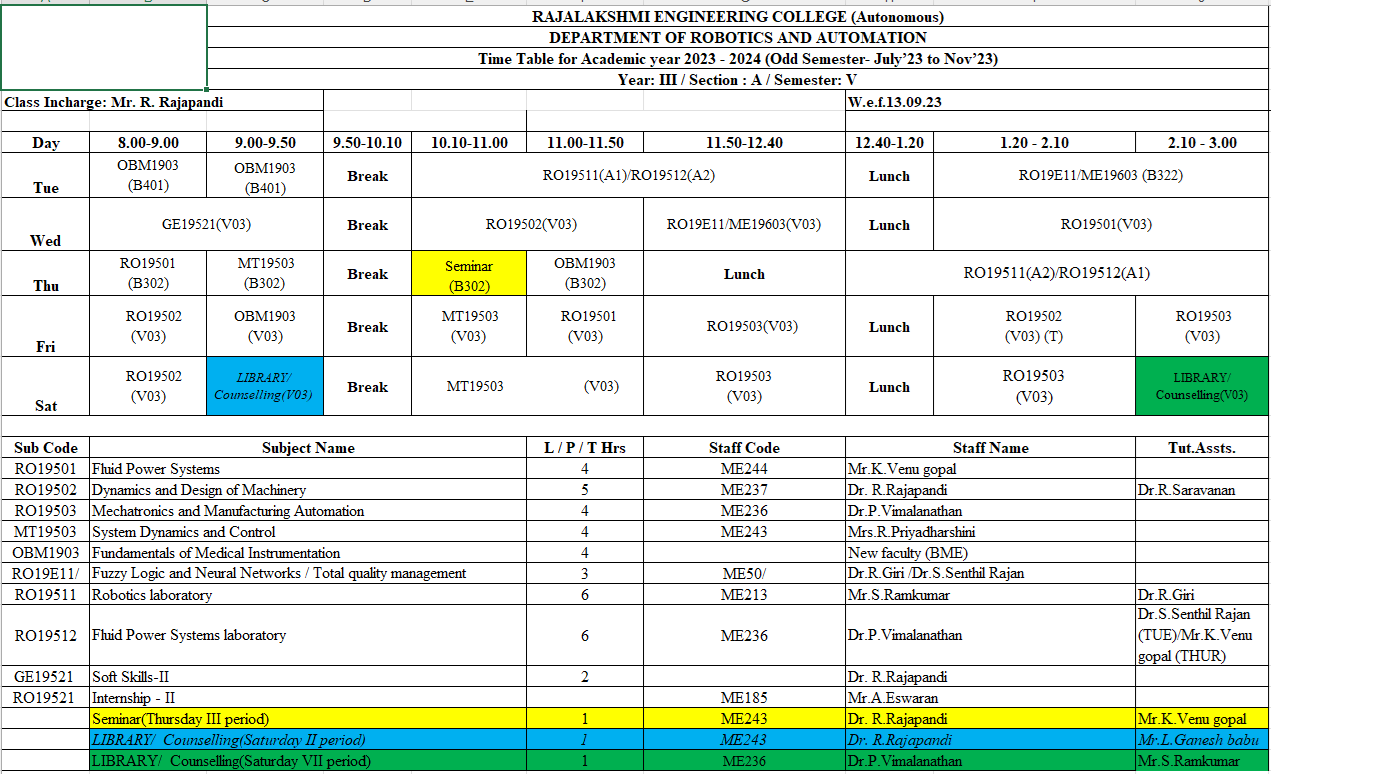 RAJALAKSHMI ENGINEERING COLLEGE (Autonomous)
DEPARTMENT OF ROBOTICS AND AUTOMATION
Time Table for Academic year 2023 - 2024 (Odd Semester- July'23 to Nov'23)
Year: III / Section : A / Semester: V
Class Incharge: Mr. R. Rajapandi W.e.f.13.09.23
Day 8.00-9.00 9.00-9.50 9.50-10.10 10.10-11.00 11.00-11.50 11.50-12.40 12.40-1.20 1.20 - 2.10 2.10 - 3.00
OBM1903 OBM1903
(B401) (B401)
Tue Break RO19511(A1)/RO19512(A2) Lunch RO19E11/ME19603 (B322)
Wed GE19521(V03) Break RO19502(V03) RO19E11/ME19603(V03) Lunch RO19501(V03)
RO19501 MT19503 Seminar OBM1903
(B302) (B302) (B302) (B302)
Thu Break Lunch RO19511(A2)/RO19512(A1)
RO19502 OBM1903 MT19503 RO19501 RO19502 RO19503
(V03) (V03) (V03) (V03) (V03) (T) (V03)
Fri Break RO19503(V03) Lunch
RO19502 LIBRARY/ RO19503 RO19503 LIBRARY/
(V03) Counselling(V03) (V03) (V03) Counselling(V03)
Sat Break MT19503 (V03) Lunch
Sub Code Subject Name L / P / T Hrs Staff Code Staff Name Tut.Assts.
RO19501 Fluid Power Systems 4 ME244 Mr.K.Venu gopal
RO19502 Dynamics and Design of Machinery 5 ME237 Dr. R.Rajapandi Dr.R.Saravanan
RO19503 Mechatronics and Manufacturing Automation 4 ME236 Dr.P.Vimalanathan
MT19503 System Dynamics and Control 4 ME243 Mrs.R.Priyadharshini
OBM1903 Fundamentals of Medical Instrumentation 4 New faculty (BME)
RO19E11/ Fuzzy Logic and Neural Networks / Total quality management 3 ME50/ Dr.R.Giri /Dr.S.Senthil Rajan
RO19511 Robotics laboratory 6 ME213 Mr.S.Ramkumar Dr.R.Giri
RO19512 Fluid Power Systems laboratory 6 ME236 Dr.P.Vimalanathan Dr.S.Senthil Rajan
(TUE)/Mr.K.Venu
gopal (THUR)
GE19521 Soft Skills-II 2 Dr. R.Rajapandi
RO19521 Internship - II ME185 Mr.A.Eswaran
Seminar(Thursday III period) 1 ME243 Dr. R.Rajapandi Mr.K.Venu gopal
LIBRARY/ Counselling(Saturday II period) 1 ME243 Dr. R.Rajapandi Mr.L.Ganesh babu
LIBRARY/ Counselling(Saturday VII period) 1 ME236 Dr.P.Vimalanathan Mr.S.Ramkumar